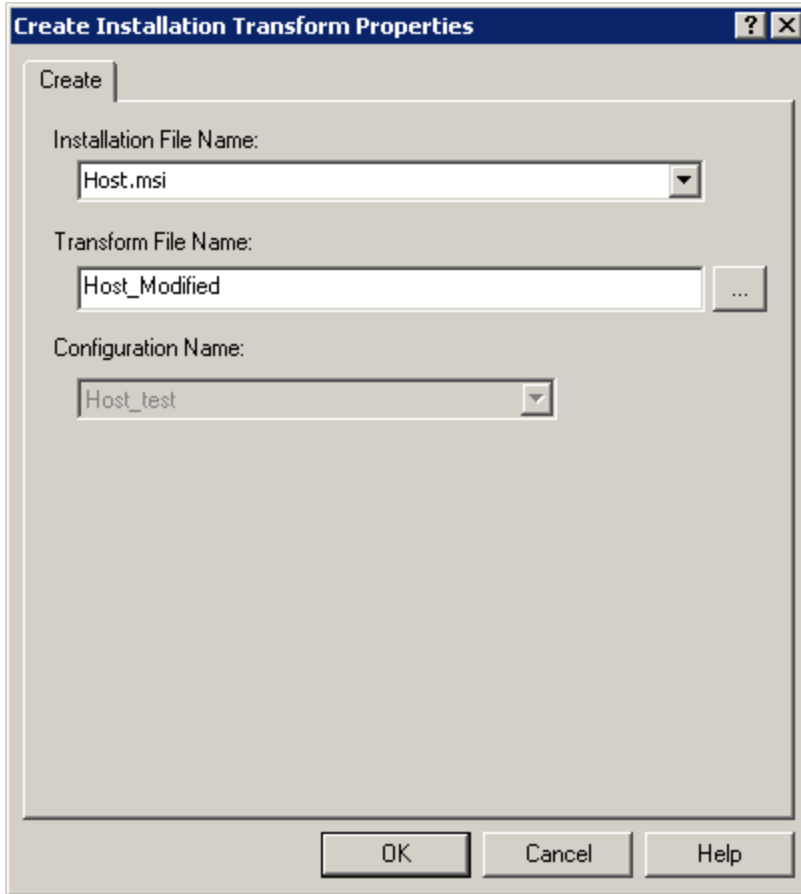 Create Installation Transform Properties
Create
Installation File Name:
Host.msi
Transform File Name:
Host_Modified
...
Configuration Name:
Host_test
OK Cancel Help